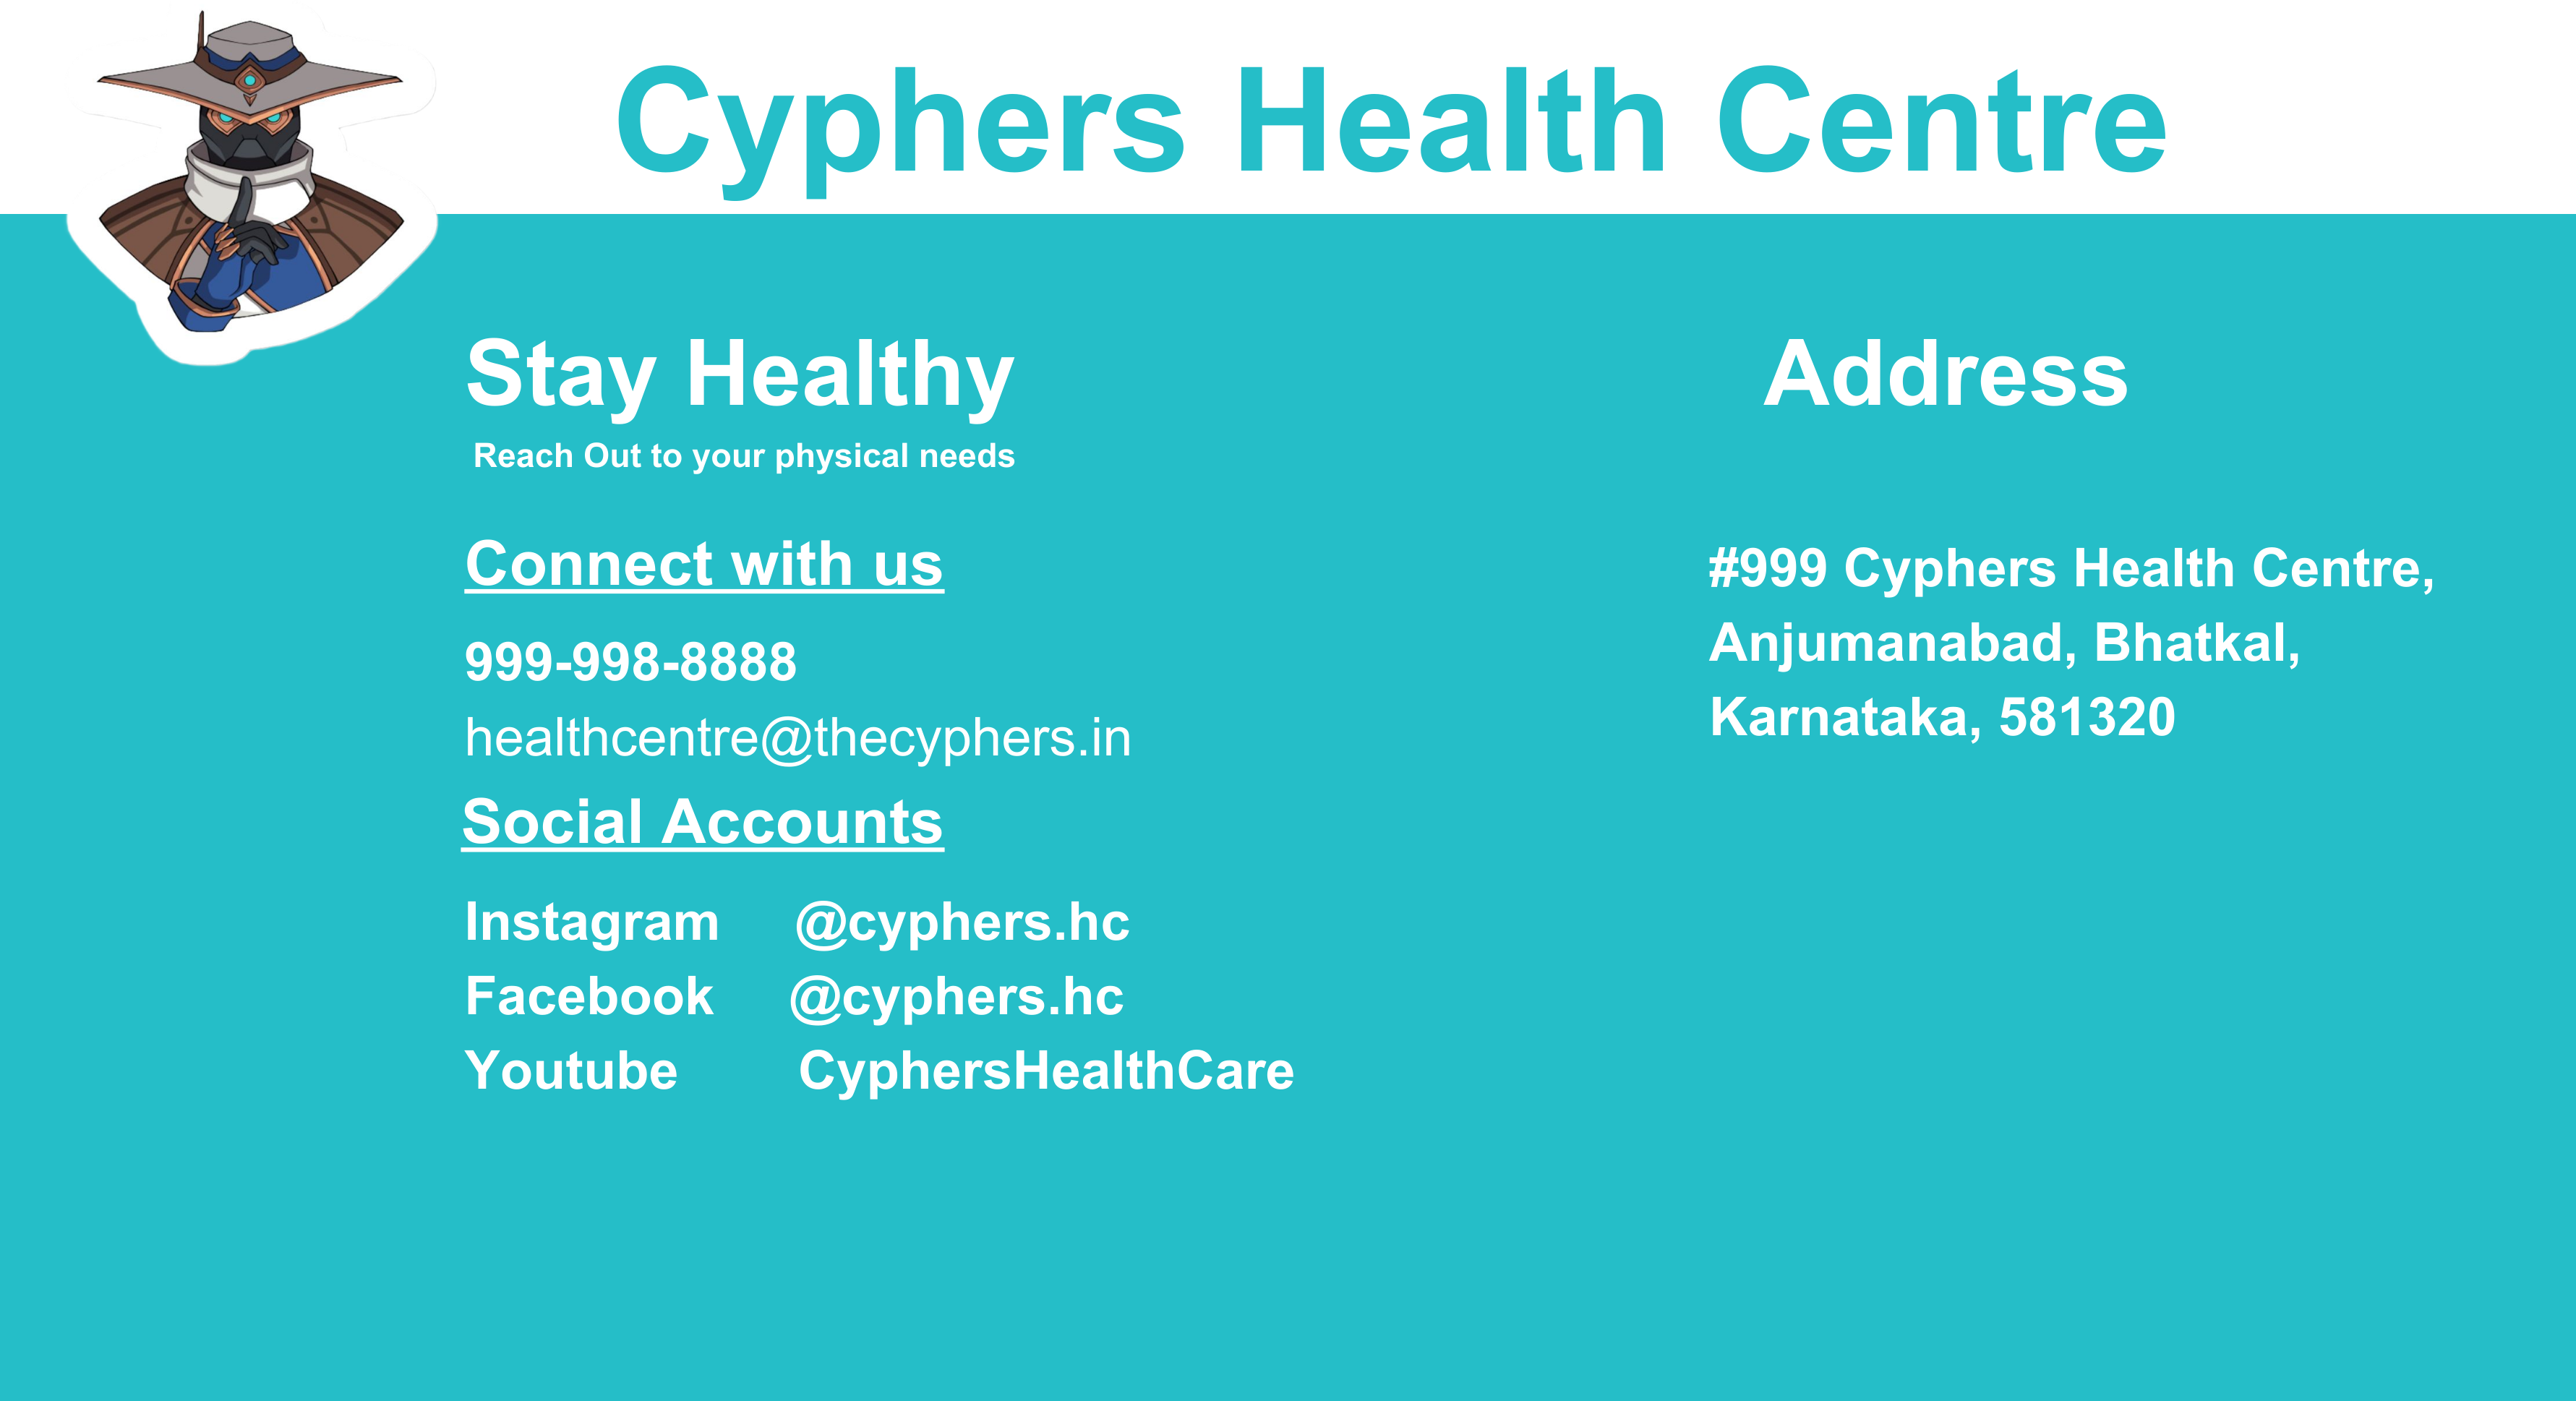 Cyphers Health Centre
Stay Healthy
Reach Out to your physical needs
Connect with us
999-998-8888
healthcentre@thecyphers.in
Social Accounts
Instagram @cyphers.hc
Facebook @cyphers.hc
Youtube CyphersHealthCare
Address
#999 Cyphers Health Centre,
Anjumanabad, Bhatkal,
Karnataka, 581320